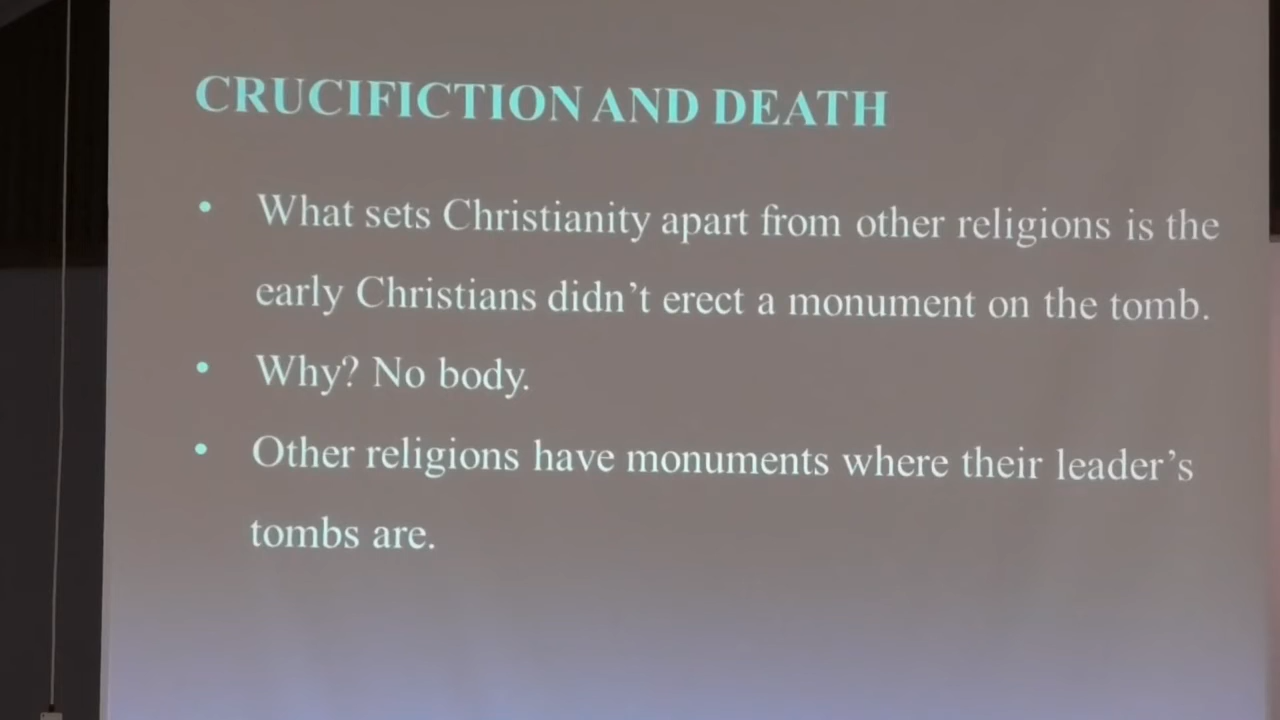 CRUCIFICTION AND DEATH
• What sets Christianity apart from other religions is the
early Christians didn't erect a monument on the tomb.
• Why? No body.
• Other religions have monuments where their leader's
tombs are.